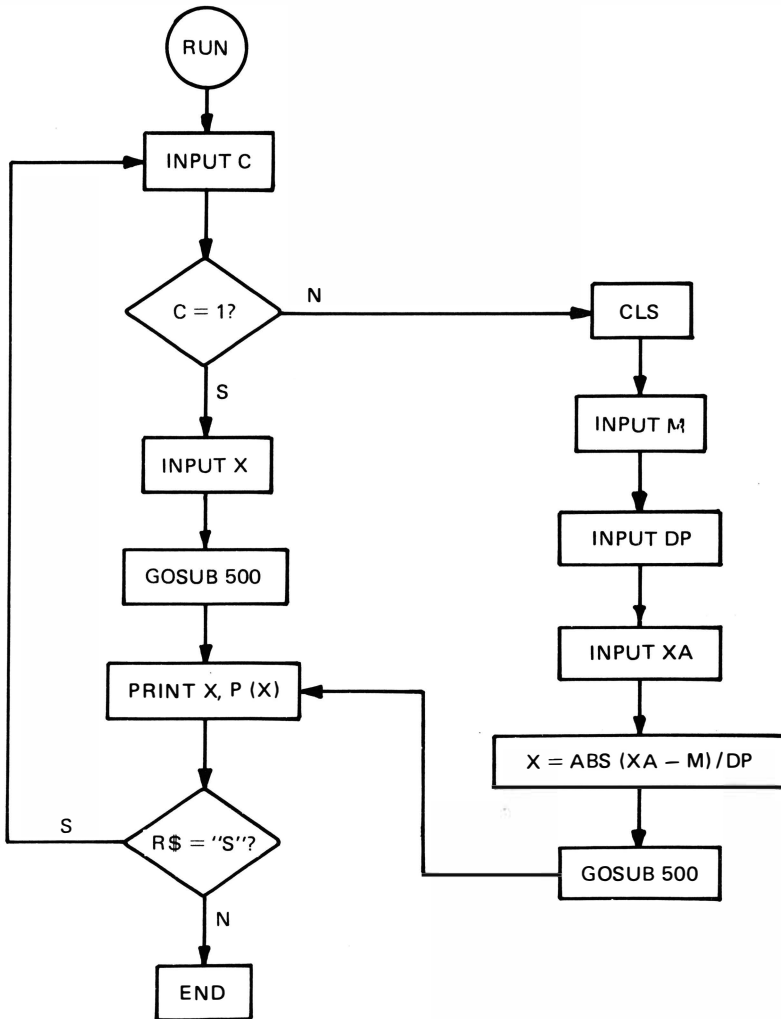 RUN
INPUT C
C = 1?
N
CLS
S
INPUT M
INPUT X
INPUT DP
GOSUB 500
INPUT XA
PRINT X, P (X)
X = ABS (XA – M) / DP
S
R$ = "S"?
GOSUB 500
N
END